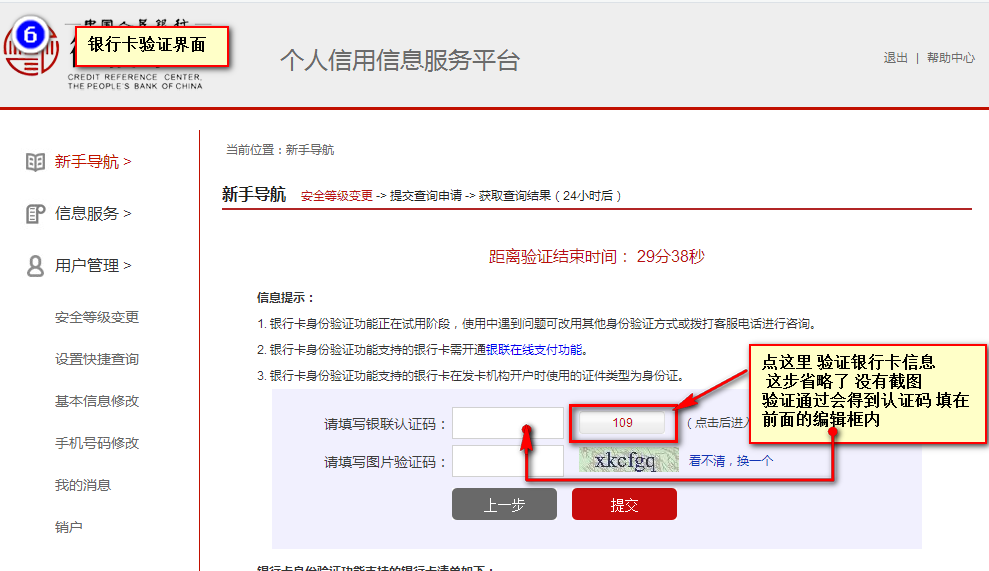 6
银行卡验证界面
CREDIT REFERENCE CENTER,
THE PEOPLE'S BANK OF CHINA
个人信用信息服务平台
退出 | 帮助中心
新手导航 >
信息服务 >
用户管理 >
安全等级变更
设置快捷查询
基本信息修改
手机号码修改
我的消息
销户
当前位置：新手导航
新手导航 安全等级变更 -> 提交查询申请 -> 获取查询结果（24小时后）
距离验证结束时间： 29分38秒
信息提示：
1. 银行卡身份验证功能正在试用阶段，使用中遇到问题可改用其他身份验证方式或拨打客服电话进行咨询。
2. 银行卡身份验证功能支持的银行卡需开通银联在线支付功能。
3. 银行卡身份验证功能支持的银行卡在发卡机构开户时使用的证件类型为身份证。
请填写银联认证码： 109 （点击后进入
点这里 验证银行卡信息
这步省略了 没有截图
验证通过会得到认证码 填在
前面的编辑框内
请填写图片验证码： xkcfgq 看不清，换一个
上一步 提交